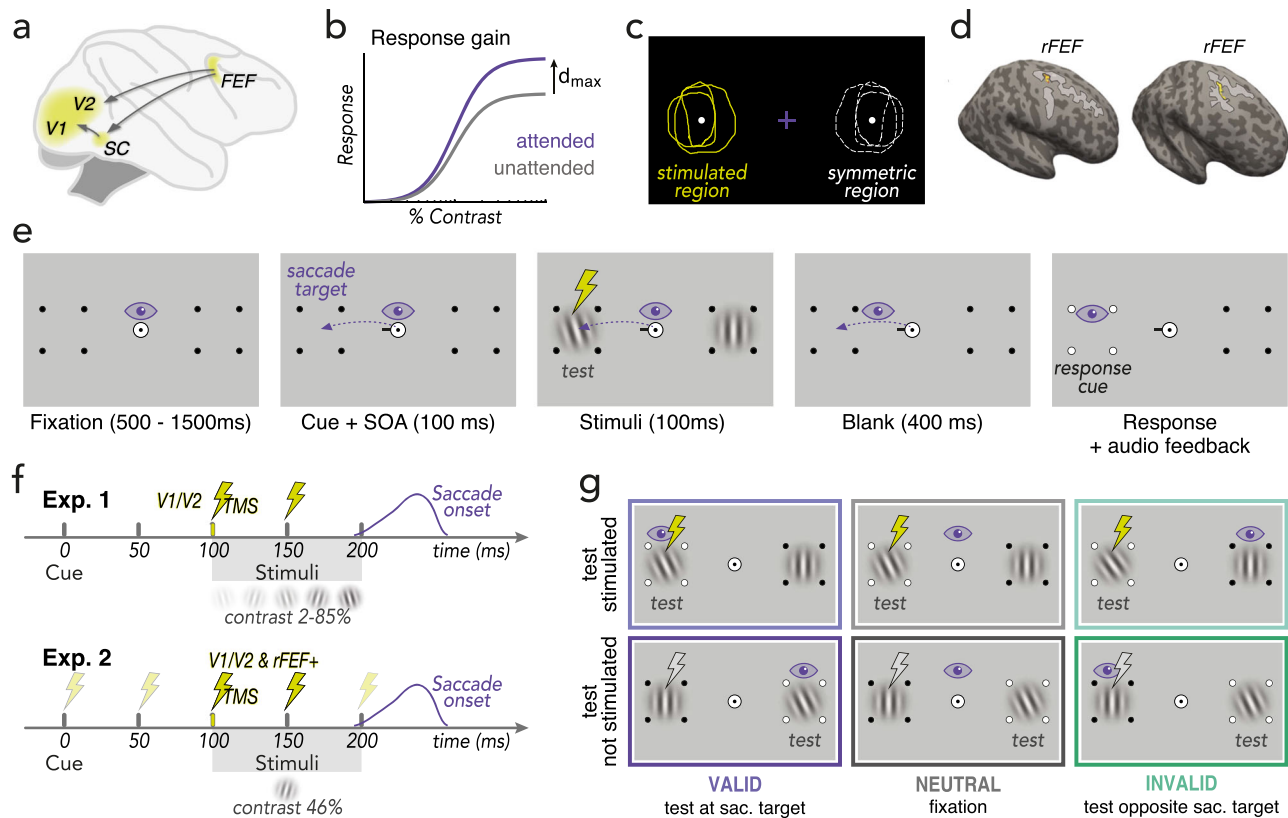 a
FEF
V2
V1
SC
b
Response gain
Response
dmax
attended
unattended
% Contrast
c
stimulated
region
symmetric
region
d
rFEF
rFEF
e
saccade
target
test
response
cue
Fixation (500 - 1500ms)
Cue + SOA (100 ms)
Stimuli (100ms)
Blank (400 ms)
Response
+ audio feedback
f
Exp. 1
V1/V2
TMS
Saccade
onset
0
50
100
150
200
time (ms)
Cue
Stimuli
contrast 2-85%
Exp. 2
V1/V2 & rFEF+
TMS
Saccade
onset
0
50
100
150
200
time (ms)
Cue
Stimuli
contrast 46%
g
test
stimulated
test
test
test
test
not stimulated
test
test
test
VALID
test at sac. target
NEUTRAL
fixation
INVALID
test opposite sac. target